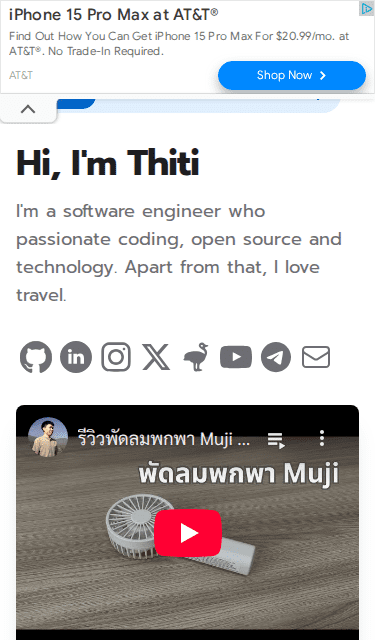 iPhone 15 Pro Max at AT&T®
Find Out How You Can Get iPhone 15 Pro Max For $20.99/mo. at
AT&T®. No Trade-In Required.
AT&T
Shop Now
Hi, I'm Thiti
I'm a software engineer who
passionate coding, open source and
technology. Apart from that, I love
travel.
รีวิวพัดลมพกพา Muji ...
พัดลมพกพา Muji